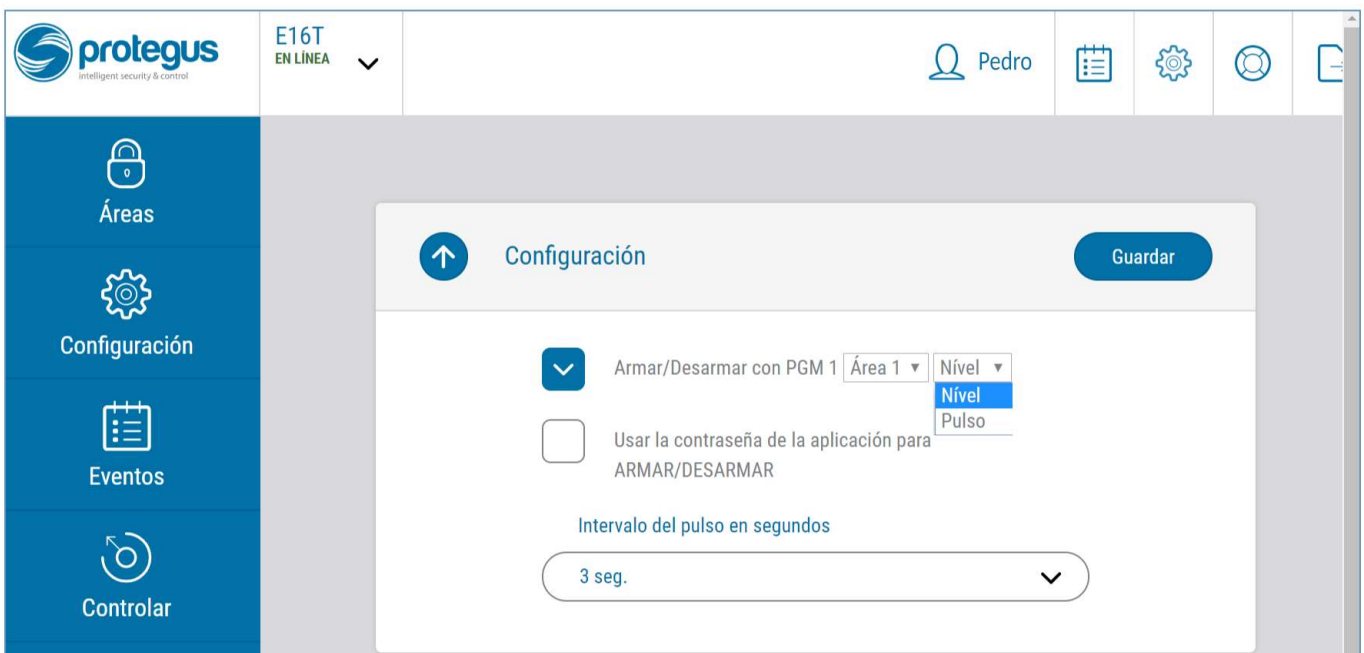 protegus
intelligent security & control
E16T
EN LÍNEA
Pedro
Áreas
Configuración
Eventos
Controlar
Configuración
Guardar
Armar/Desarmar con PGM 1 Área 1 Nível
Nível
Pulso
Usar la contraseña de la aplicación para
ARMAR/DESARMAR
Intervalo del pulso en segundos
3 seg.